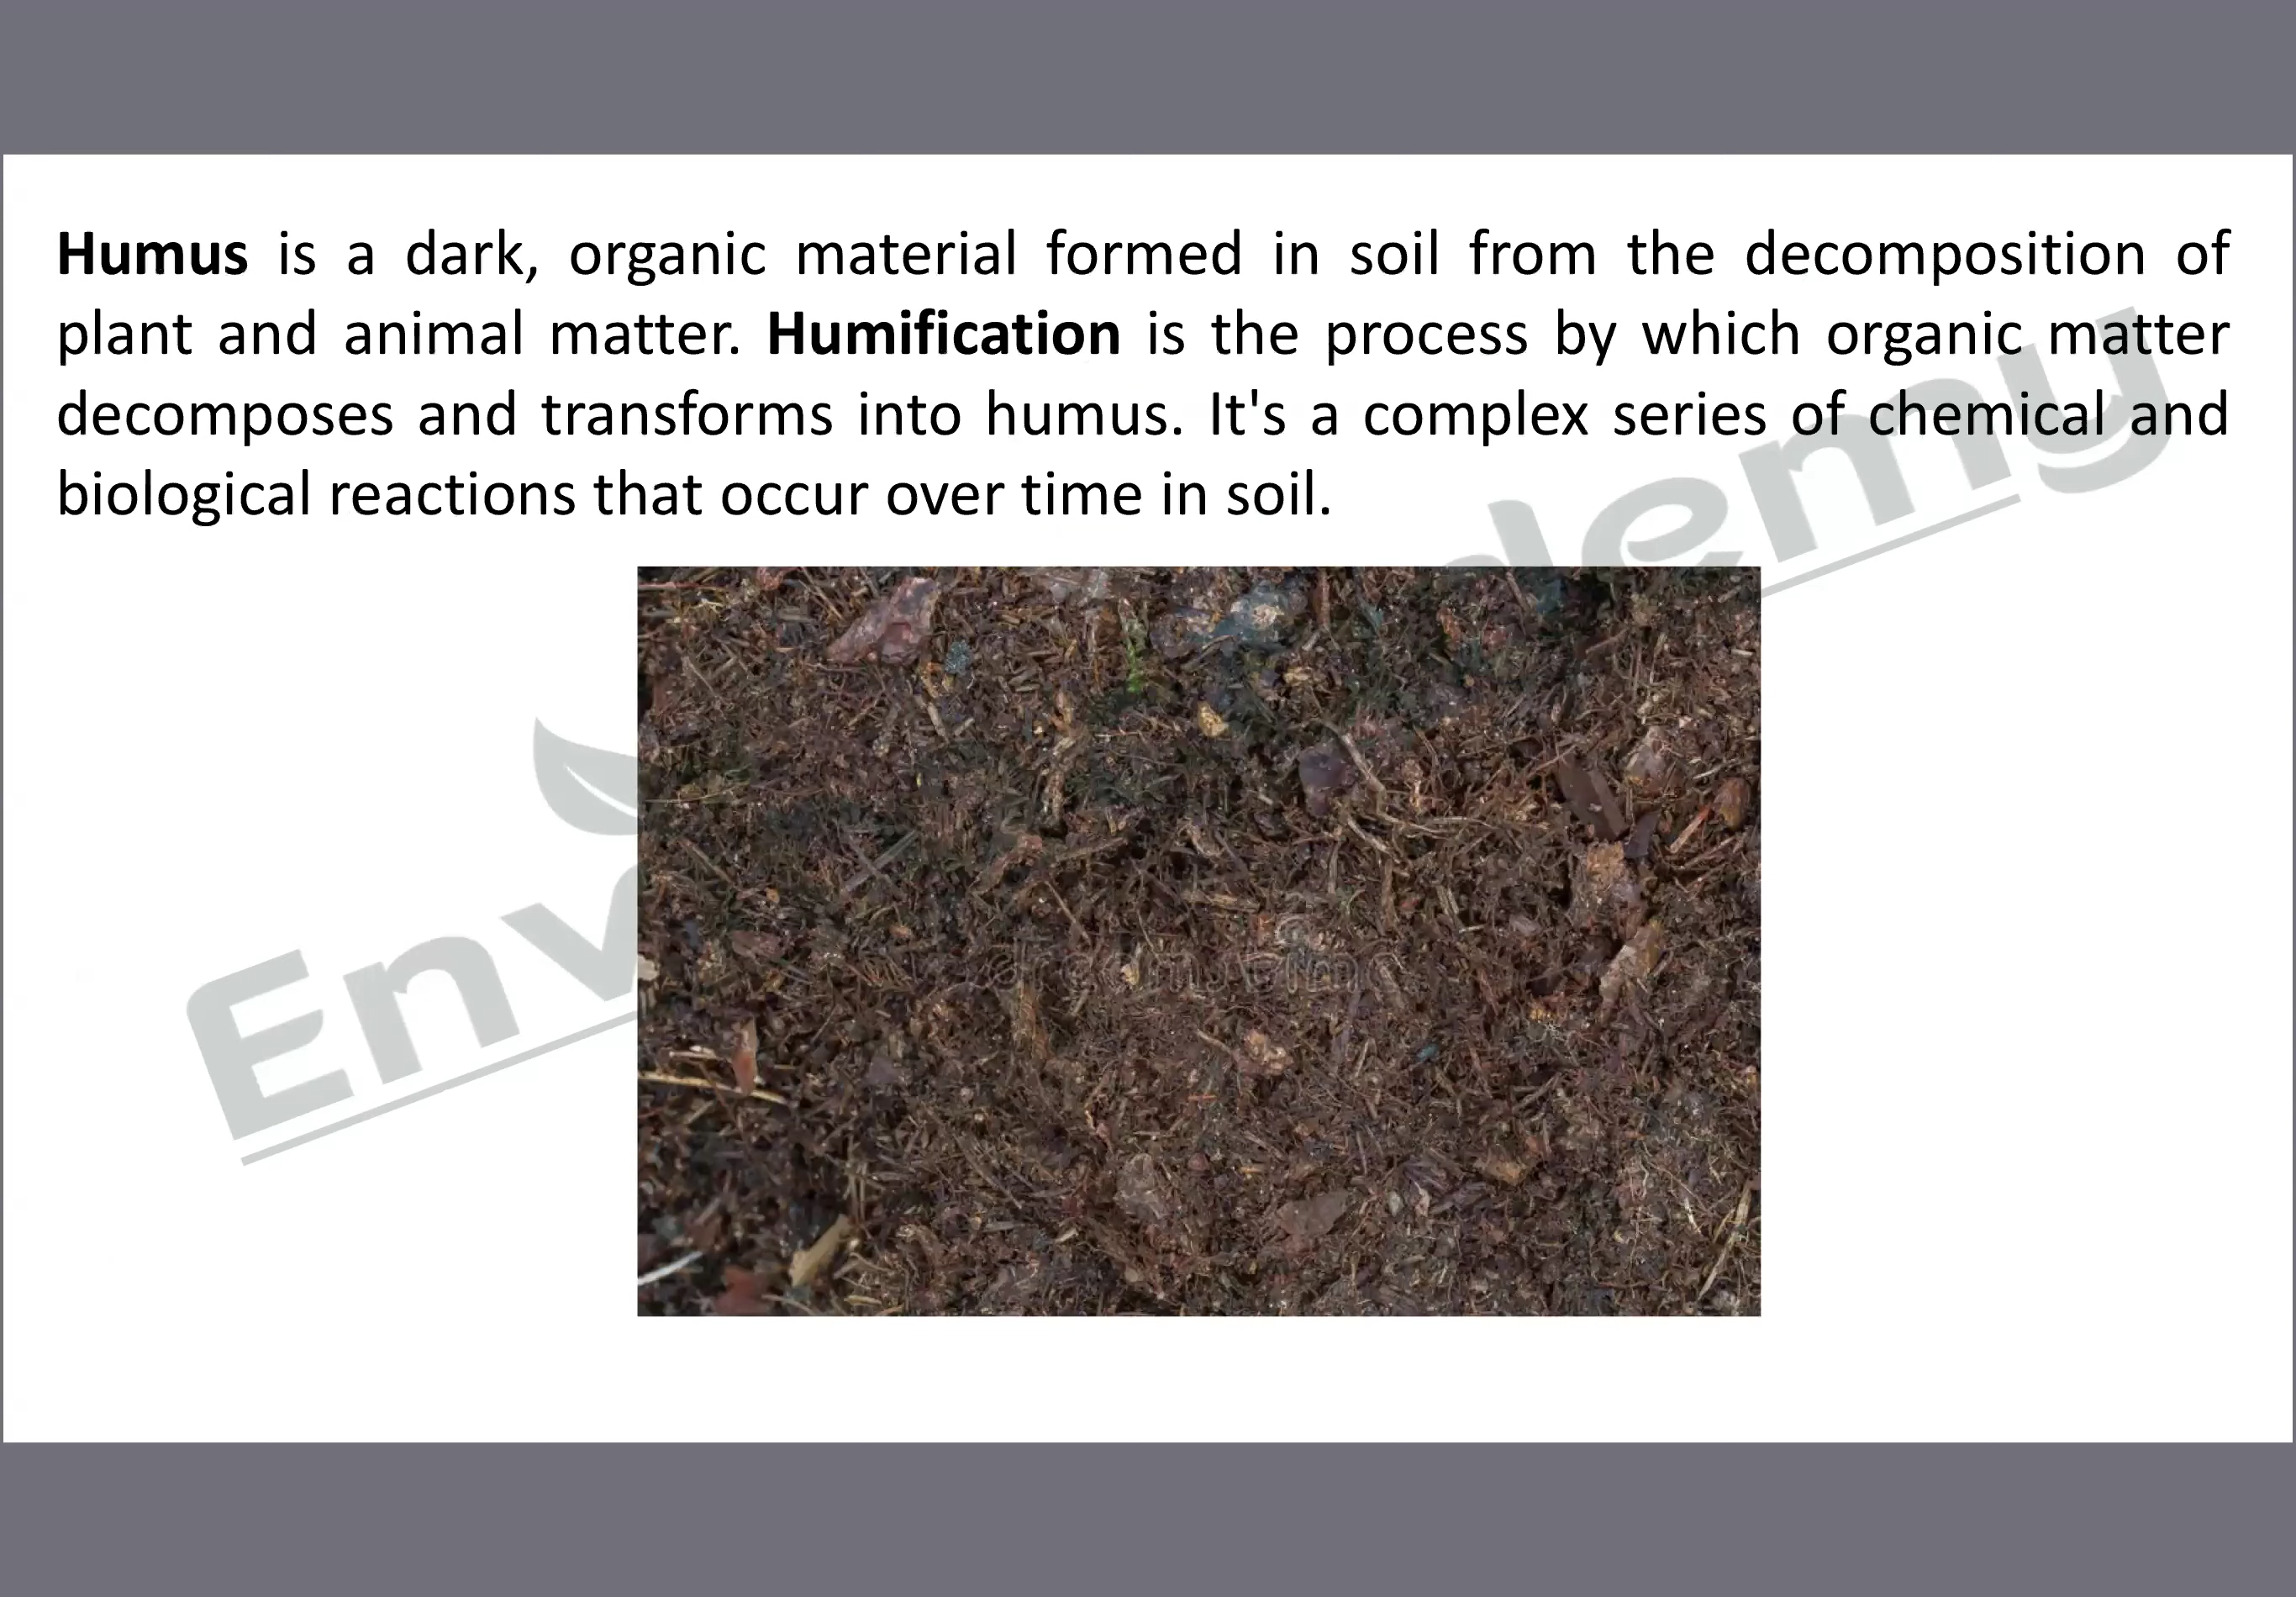 Humus is a dark, organic material formed in soil from the decomposition of
plant and animal matter. Humification is the process by which organic matter
decomposes and transforms into humus. It's a complex series of chemical and
biological reactions that occur over time in soil.
dreamstime